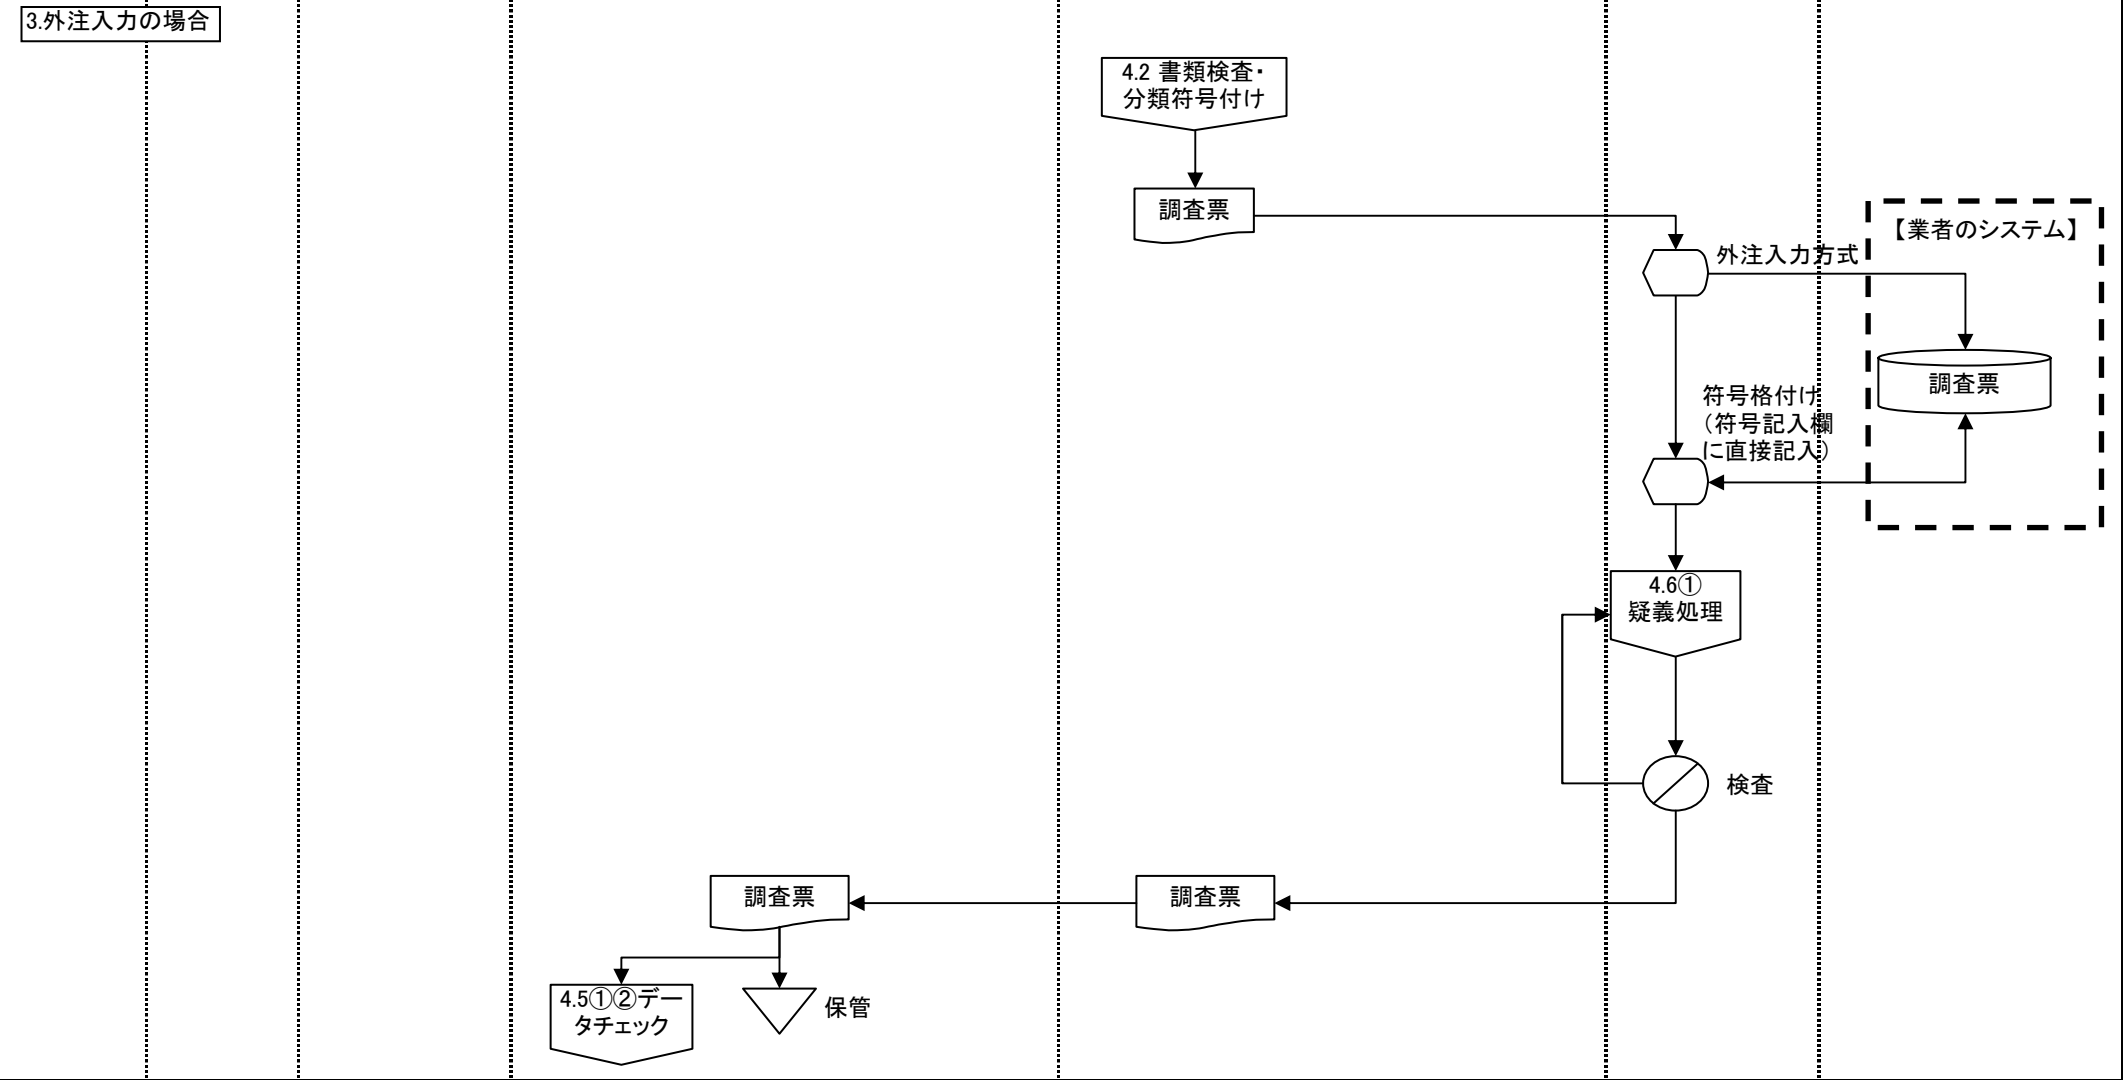 3.外注入力の場合
4.2 書類検査・
分類符号付け
調査票
【業者のシステム】
外注入力方式
調査票
符号格付け
（符号記入欄
に直接記入）
4.6①
疑義処理
検査
調査票
調査票
4.5①②デー
タチェック
保管